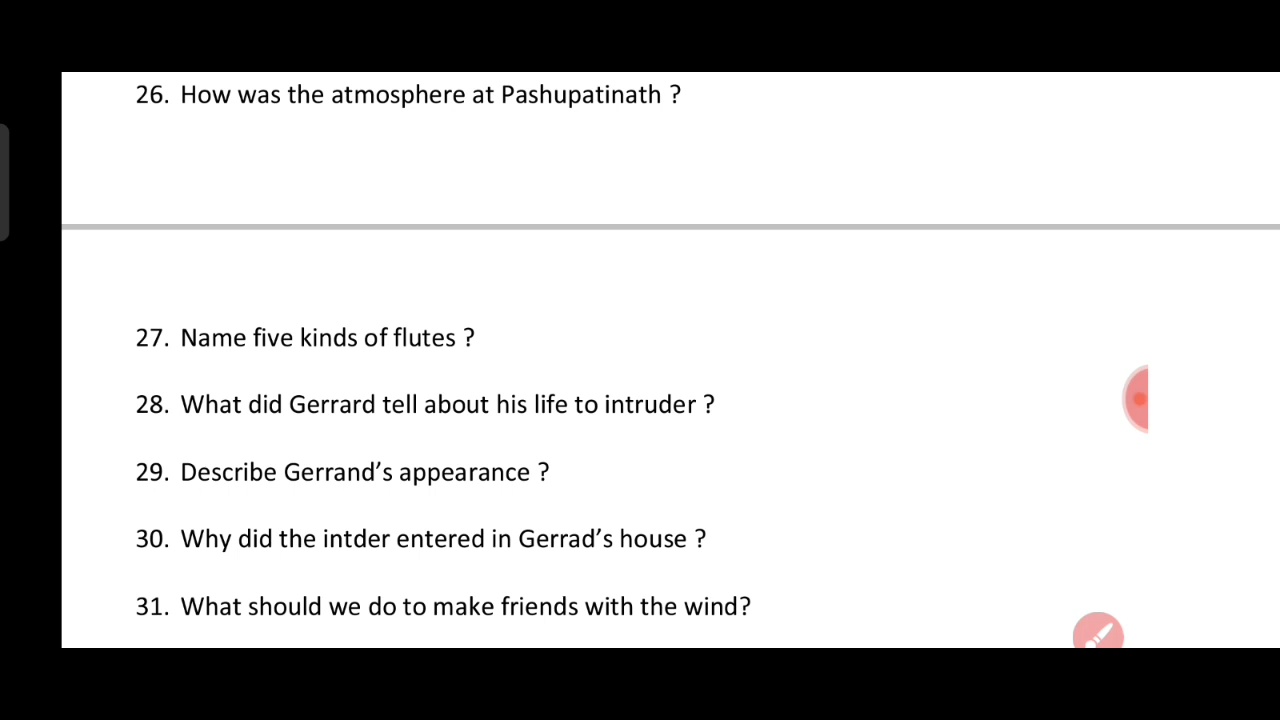 26. How was the atmosphere at Pashupatinath ?
27. Name five kinds of flutes ?
28. What did Gerrard tell about his life to intruder ?
29. Describe Gerrand’s appearance ?
30. Why did the intder entered in Gerrad’s house ?
31. What should we do to make friends with the wind?